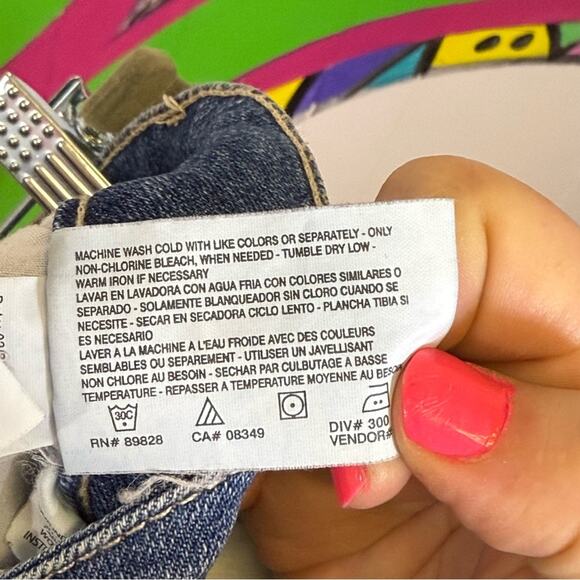 MACHINE WASH COLD WITH LIKE COLORS OR SEPARATELY - ONLY
NON-CHLORINE BLEACH, WHEN NEEDED - TUMBLE DRY LOW -
WARM IRON IF NECESSARY
LAVAR EN LAVADORA CON AGUA FRIA CON COLORES SIMILARES O
SEPARADO - SOLAMENTE BLANQUEADOR SIN CLORO CUANDO SE
NECESITE - SECAR EN SECADORA CICLO LENTO - PLANCHA TIBIA SI
ES NECESARIO
LAVER A LA MACHINE A L'EAU FROIDE AVEC DES COULEURS
SEMBLABLES OU SEPAREMENT - UTILISER UN JAVELLISANT
NON CHLORE AU BESOIN - SECHAR PAR CULBUTAGE A BASSE
TEMPERATURE - REPASSER A TEMPERATURE MOYENNE AU
30C
RN# 89828 CA# 08349 DIV# 300
VENDOR#